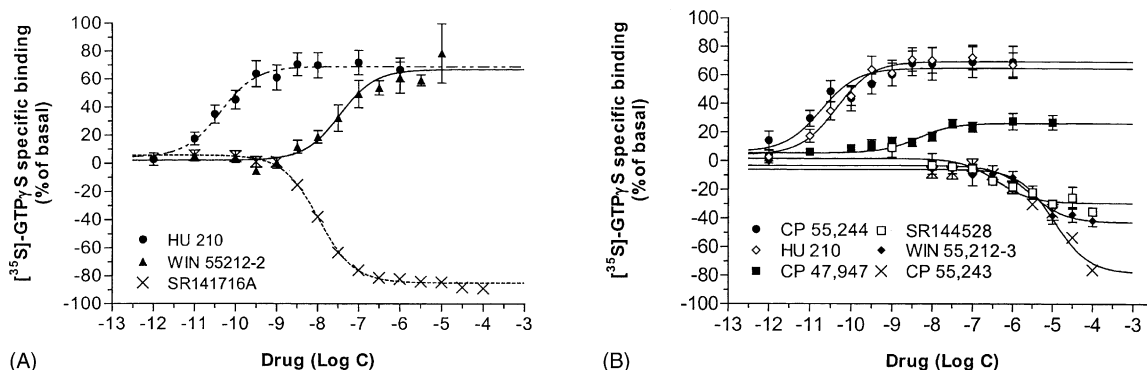 [³⁵S]-GTPγS specific binding
(% of basal)
100
80
60
40
20
0
-20
-40
-60
-80
-100
HU 210
WIN 55212-2
SR141716A
-13 -12 -11 -10 -9 -8 -7 -6 -5 -4 -3
Drug (Log C)
(A)
[³⁵S]-GTPγS specific binding
(% of basal)
100
80
60
40
20
0
-20
-40
-60
-80
-100
CP 55,244
HU 210
CP 47,947
SR144528
WIN 55,212-3
CP 55,243
-13 -12 -11 -10 -9 -8 -7 -6 -5 -4 -3
Drug (Log C)
(B)